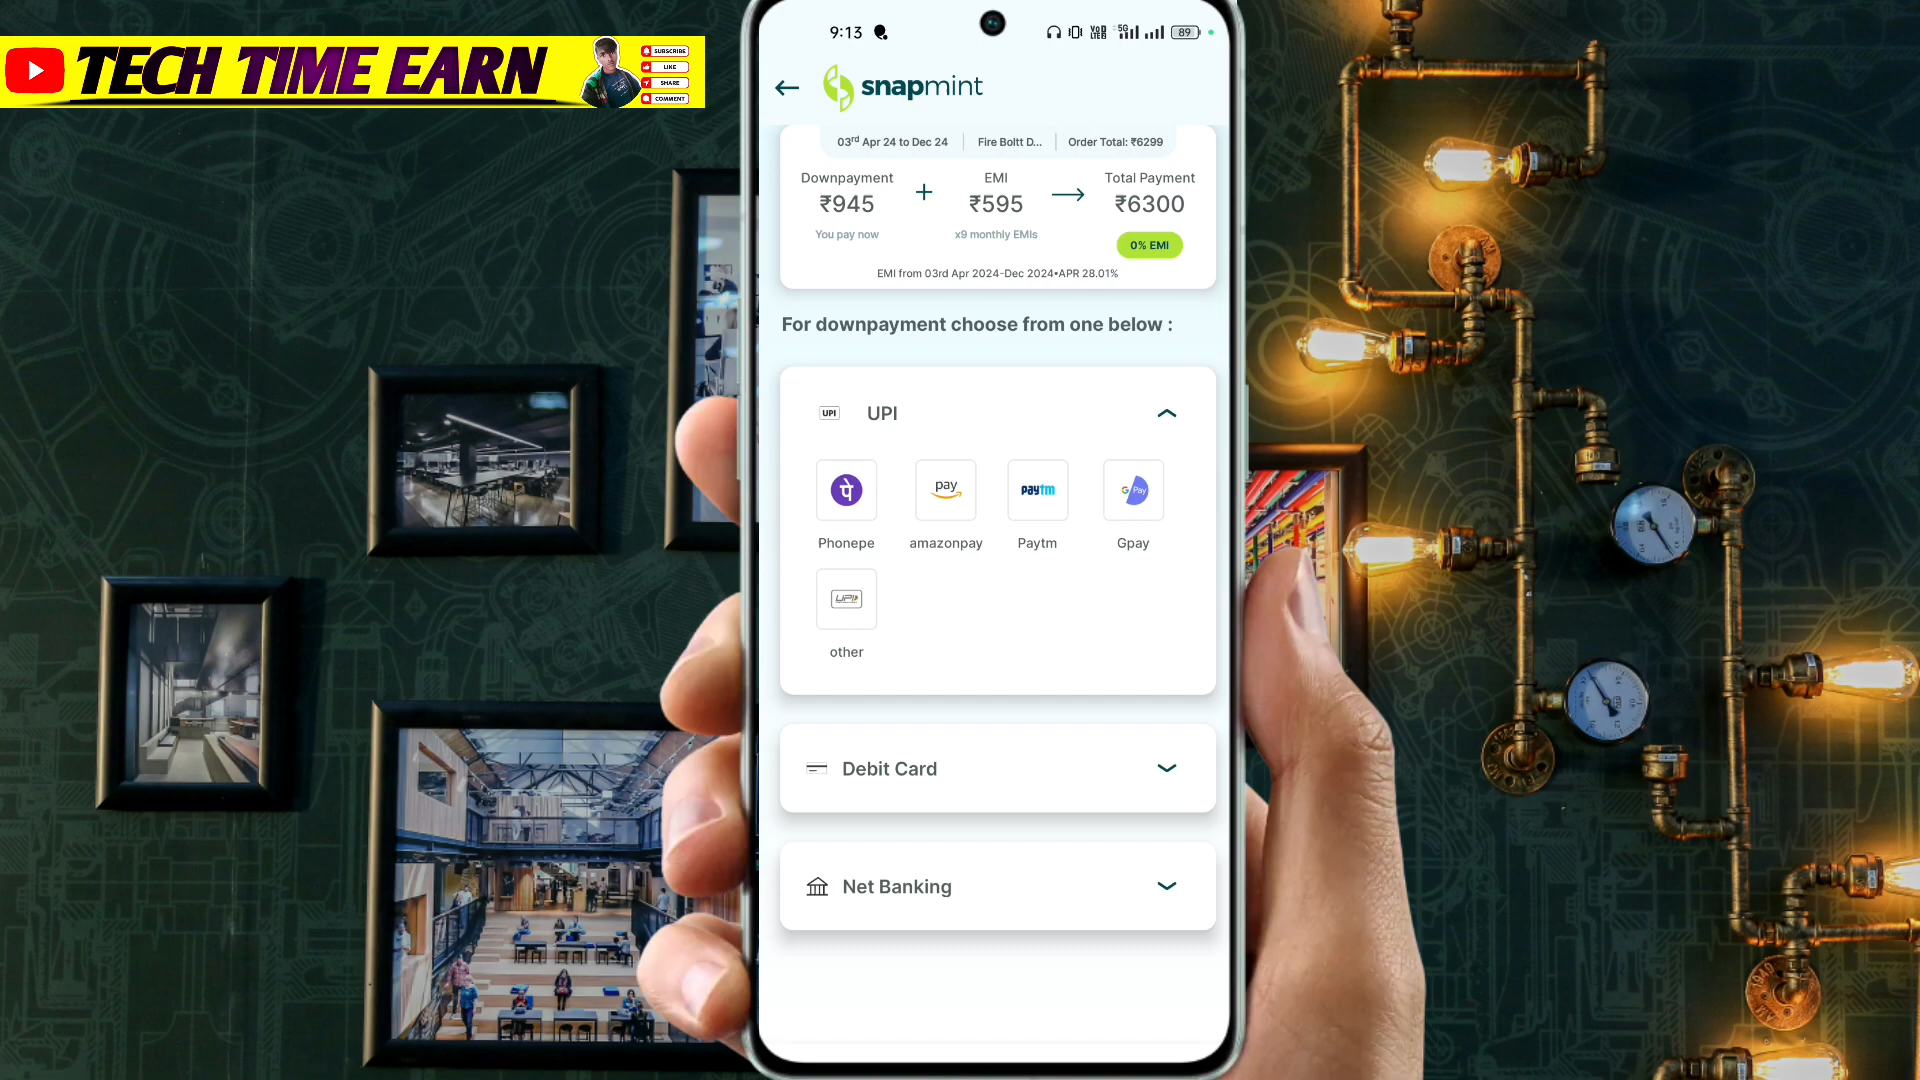 TECH TIME EARN
SUBSCRIBE
LIKE
SHARE
COMMENT
9:13
VoLTE
5G
89
snapmint
03rd Apr 24 to Dec 24 | Fire Boltt D... | Order Total: ₹6299
Downpayment + EMI → Total Payment
₹945 ₹595 ₹6300
You pay now x9 monthly EMIs
0% EMI
EMI from 03rd Apr 2024-Dec 2024•APR 28.01%
For downpayment choose from one below :
UPI UPI
पे pay paytm G Pay
Phonepe amazonpay Paytm Gpay
UPI
other
Debit Card
Net Banking